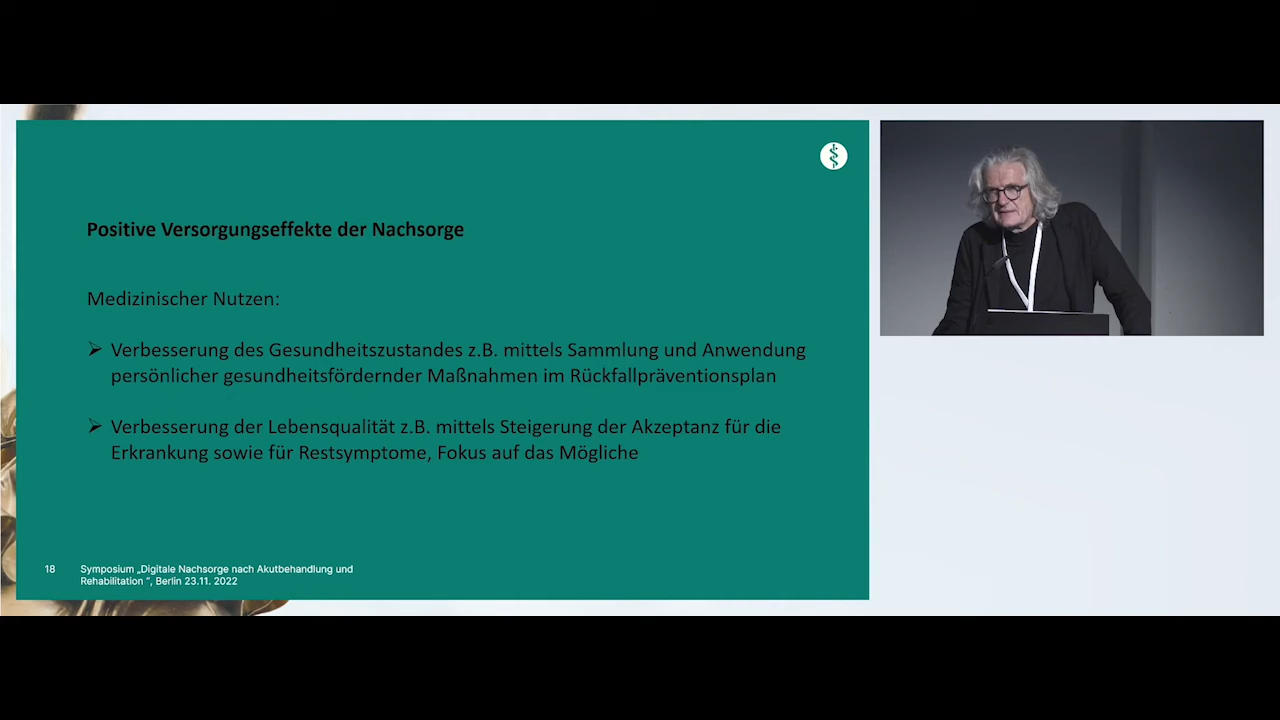 Positive Versorgungseffekte der Nachsorge
Medizinischer Nutzen:
➢ Verbesserung des Gesundheitszustandes z.B. mittels Sammlung und Anwendung
persönlicher gesundheitsfördernder Maßnahmen im Rückfallpräventionsplan
➢ Verbesserung der Lebensqualität z.B. mittels Steigerung der Akzeptanz für die
Erkrankung sowie für Restsymptome, Fokus auf das Mögliche
18 Symposium „Digitale Nachsorge nach Akutbehandlung und
Rehabilitation “, Berlin 23.11. 2022